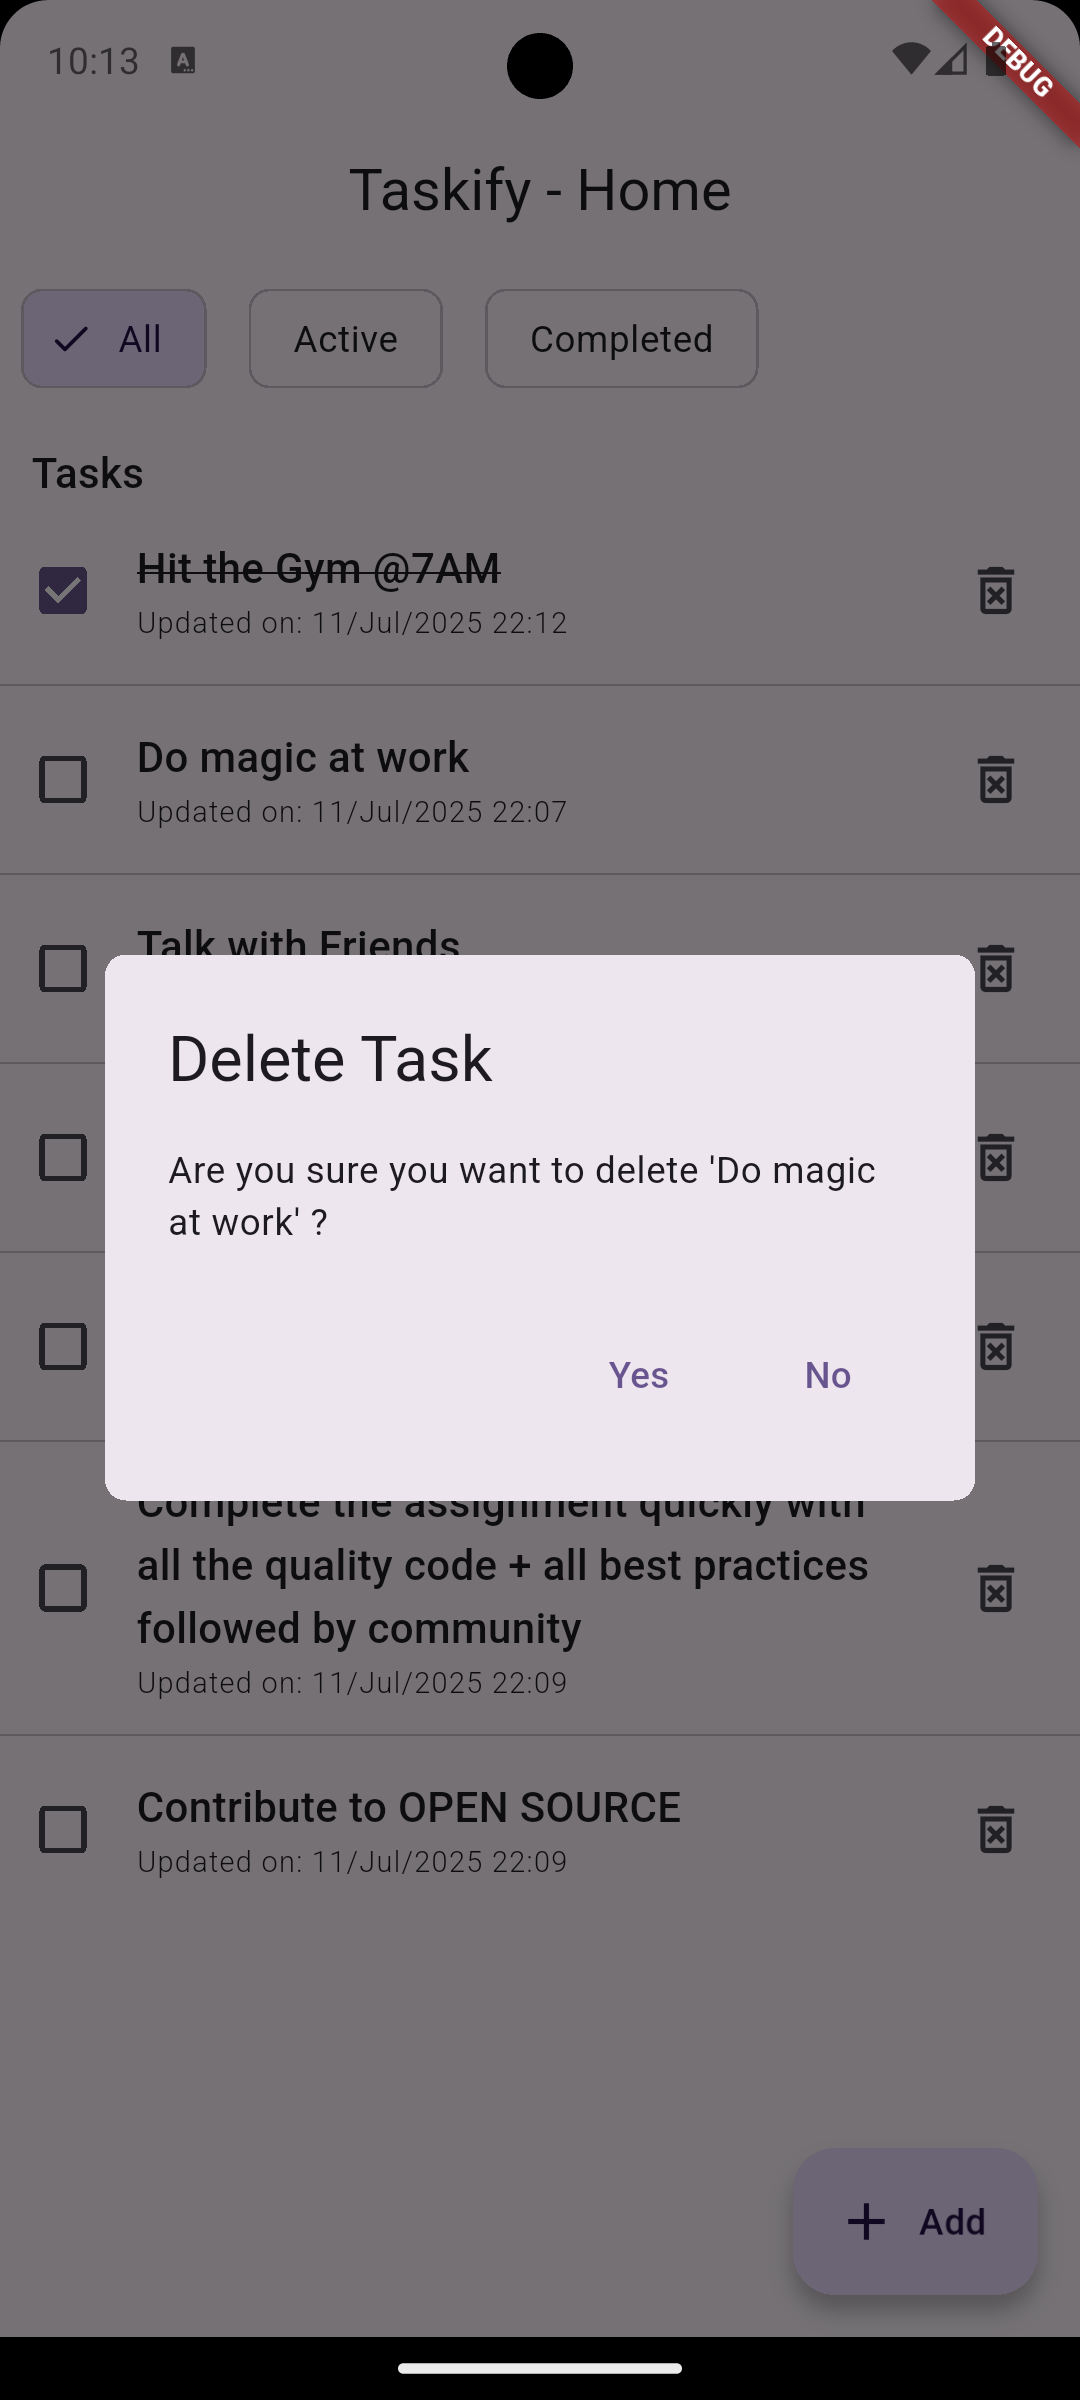 10:13
DEBUG
Taskify - Home
All
Active
Completed
Tasks
Hit the Gym @7AM
Updated on: 11/Jul/2025 22:12
Do magic at work
Updated on: 11/Jul/2025 22:07
Talk with Friends
Delete Task
Are you sure you want to delete 'Do magic
at work' ?
Yes
No
Complete the assignment quickly with
all the quality code + all best practices
followed by community
Updated on: 11/Jul/2025 22:09
Contribute to OPEN SOURCE
Updated on: 11/Jul/2025 22:09
Add